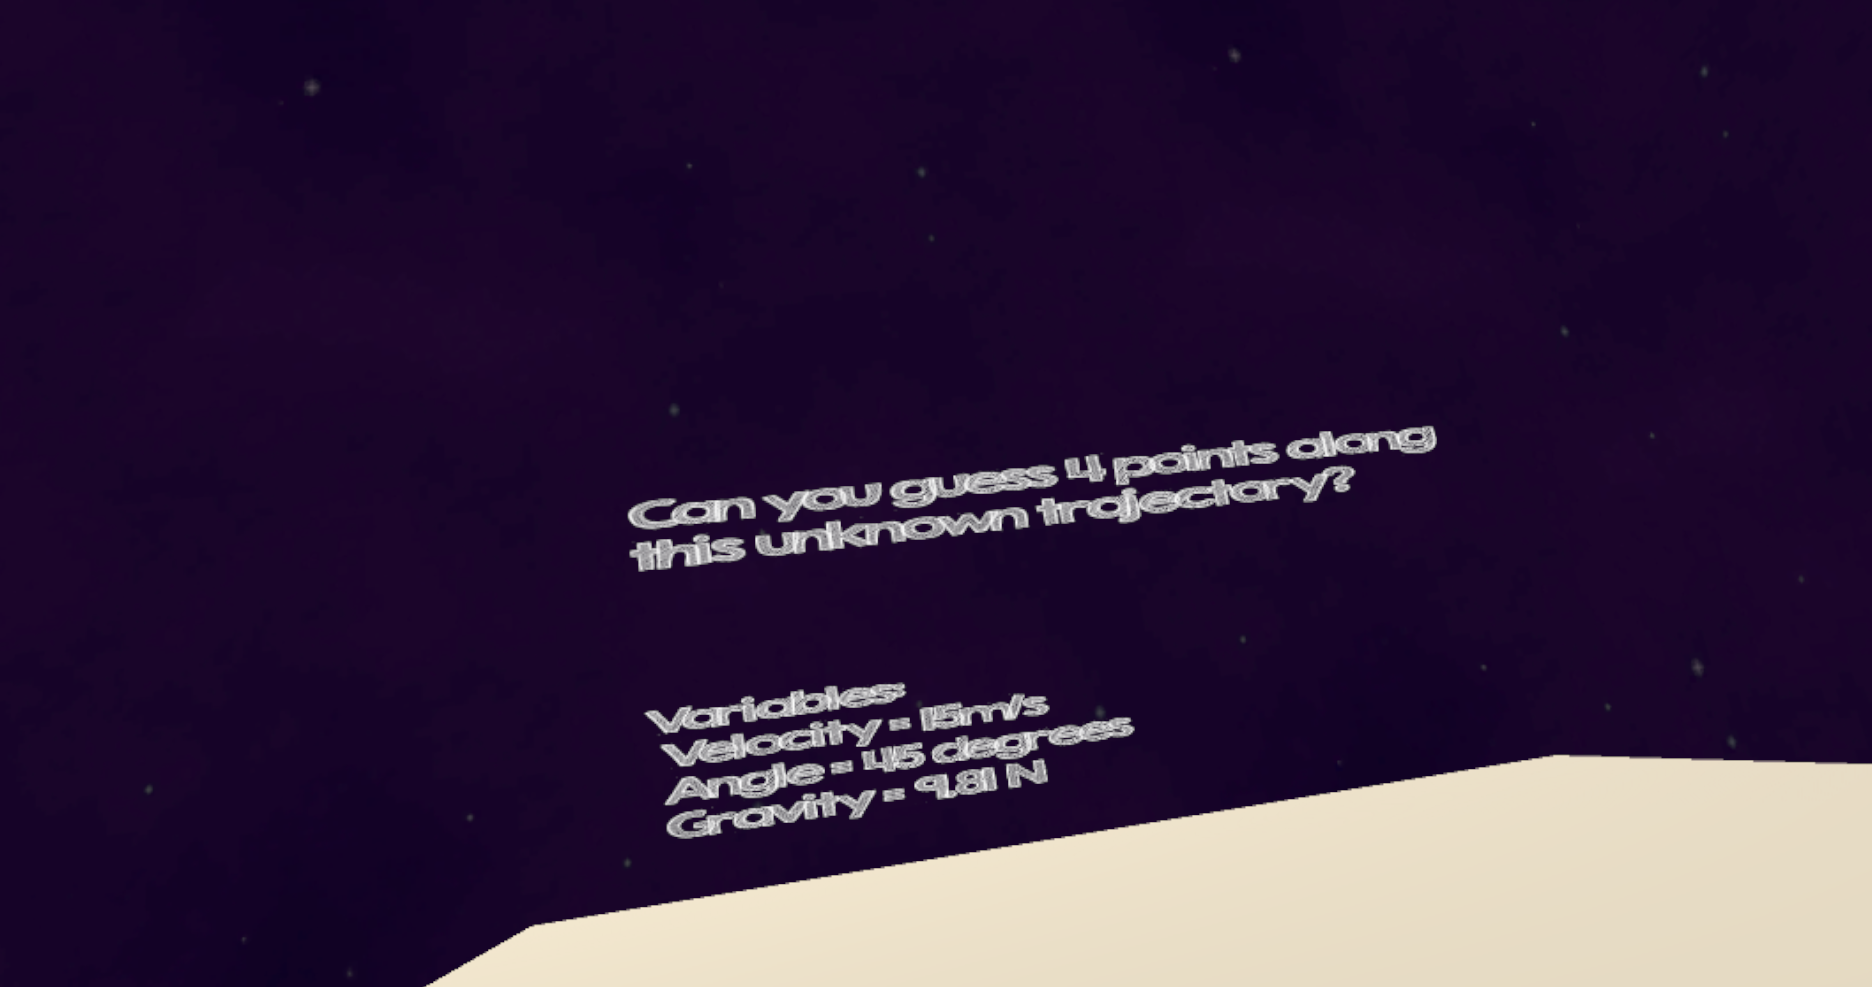 Can you guess 4 points along
this unknown trajectory?
Variables:
Velocity = 15m/s
Angle = 45 degrees
Gravity = 9.81 N